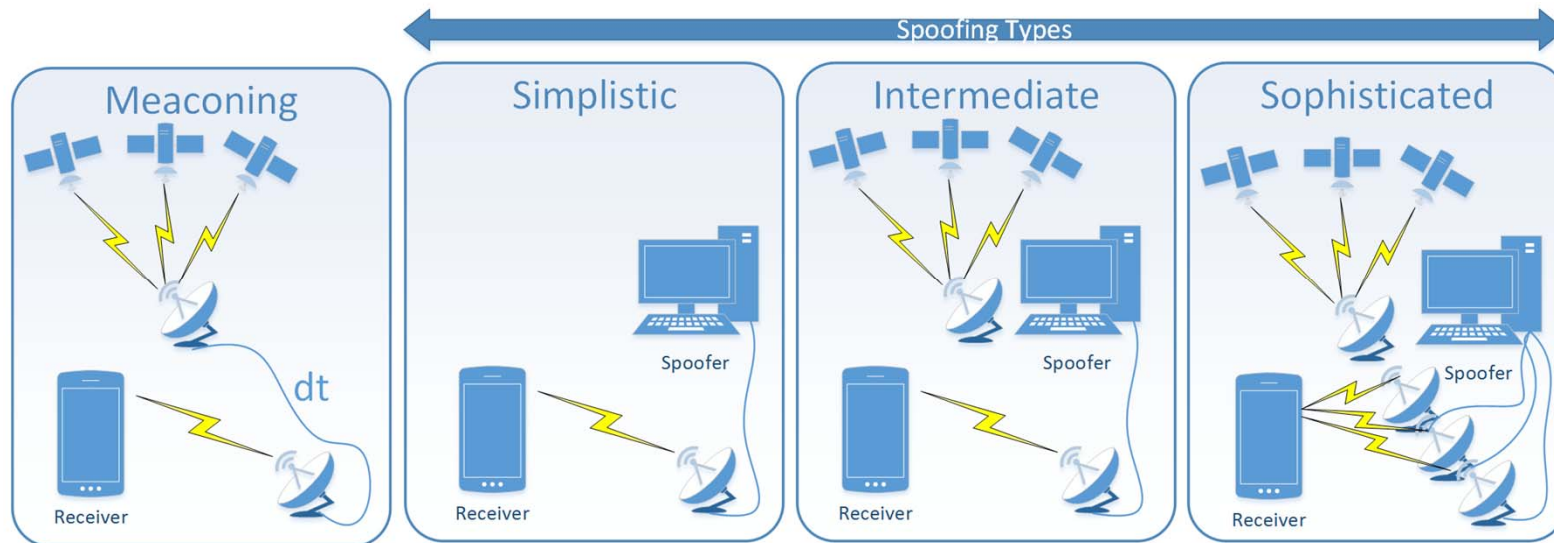 Spoofing Types
Meaconing
Simplistic
Intermediate
Sophisticated
dt
Receiver
Spoofer
Receiver
Spoofer
Receiver
Spoofer
Receiver